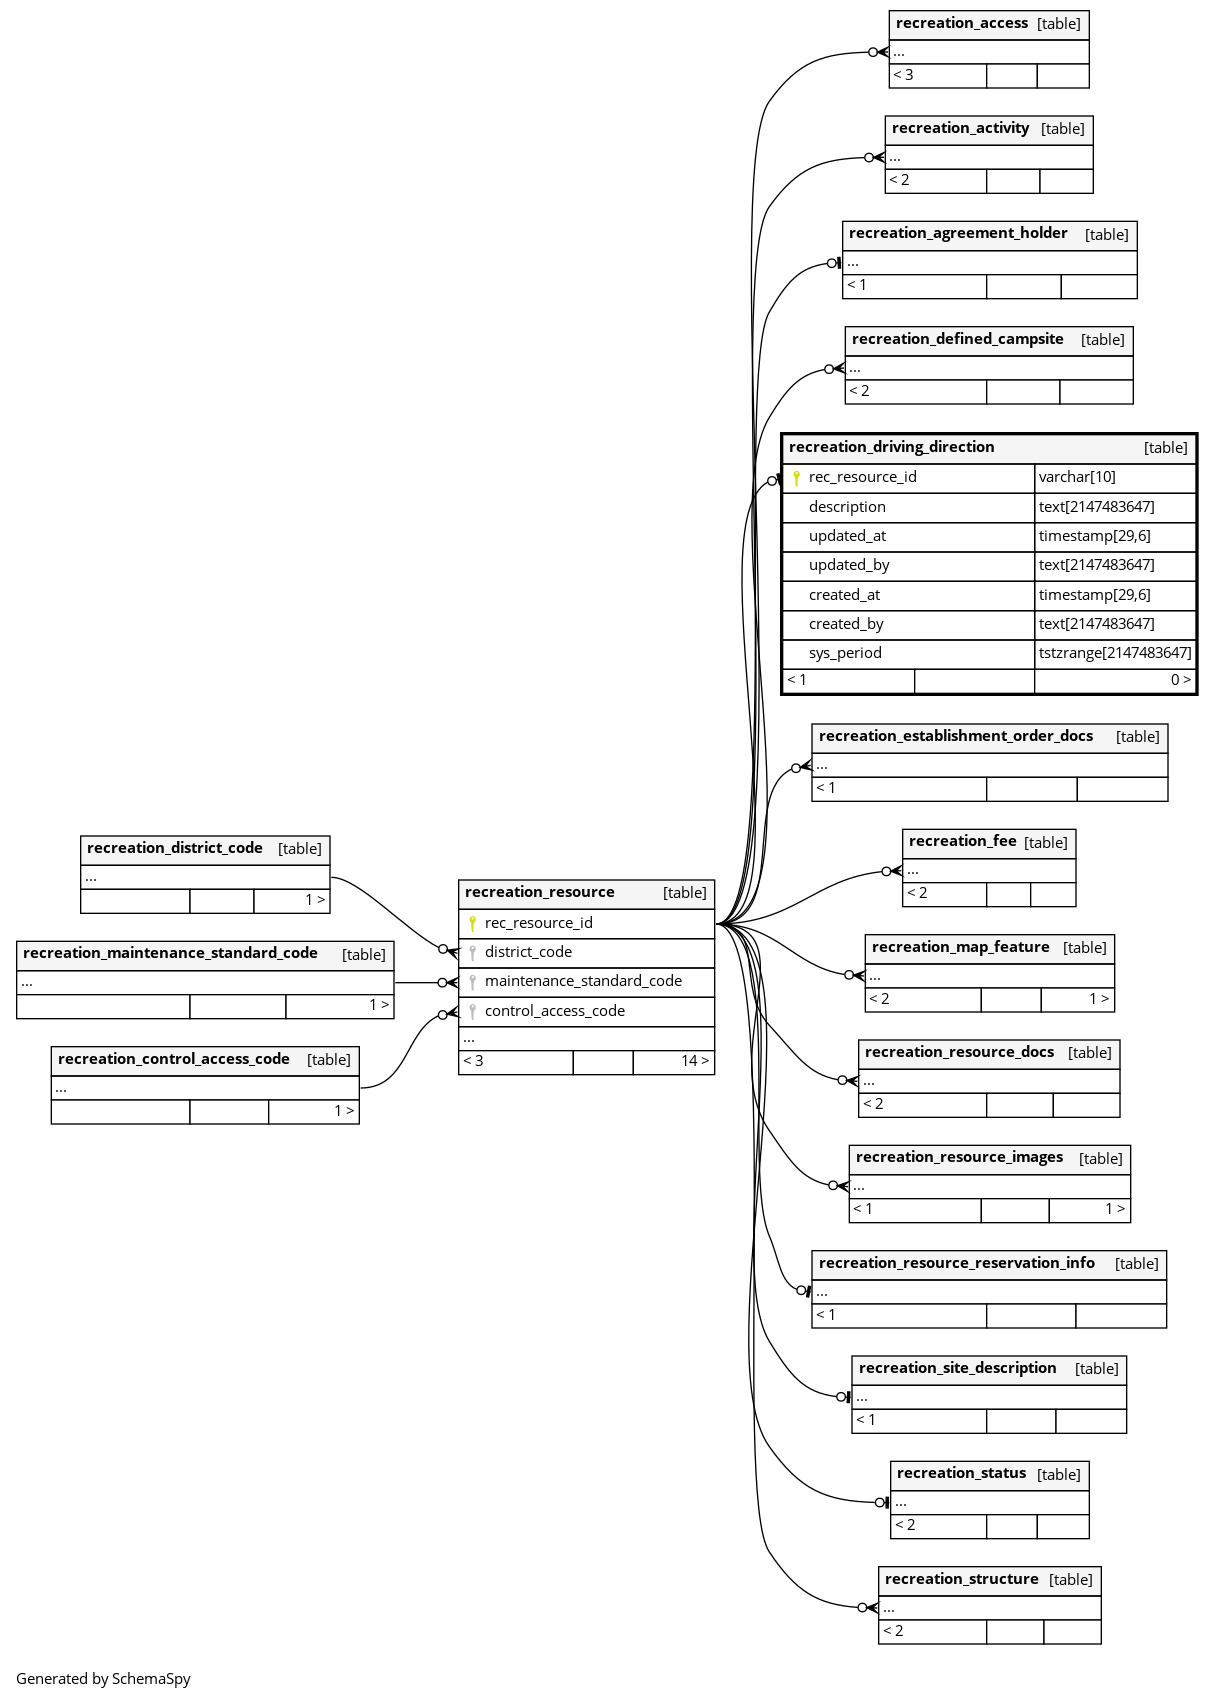 recreation_access [table]
...
< 3
recreation_activity [table]
...
< 2
recreation_agreement_holder [table]
...
< 1
recreation_defined_campsite [table]
...
< 2
recreation_driving_direction [table]
rec_resource_id varchar[10]
description text[2147483647]
updated_at timestamp[29,6]
updated_by text[2147483647]
created_at timestamp[29,6]
created_by text[2147483647]
sys_period tstzrange[2147483647]
< 1 0 >
recreation_establishment_order_docs [table]
...
< 1
recreation_fee [table]
...
< 2
recreation_map_feature [table]
...
< 2 1 >
recreation_resource_docs [table]
...
< 2
recreation_resource_images [table]
...
< 1 1 >
recreation_resource_reservation_info [table]
...
< 1
recreation_site_description [table]
...
< 1
recreation_status [table]
...
< 2
recreation_structure [table]
...
< 2
recreation_district_code [table]
...
1 >
recreation_maintenance_standard_code [table]
...
1 >
recreation_control_access_code [table]
...
1 >
recreation_resource [table]
rec_resource_id
district_code
maintenance_standard_code
control_access_code
...
< 3 14 >
Generated by SchemaSpy